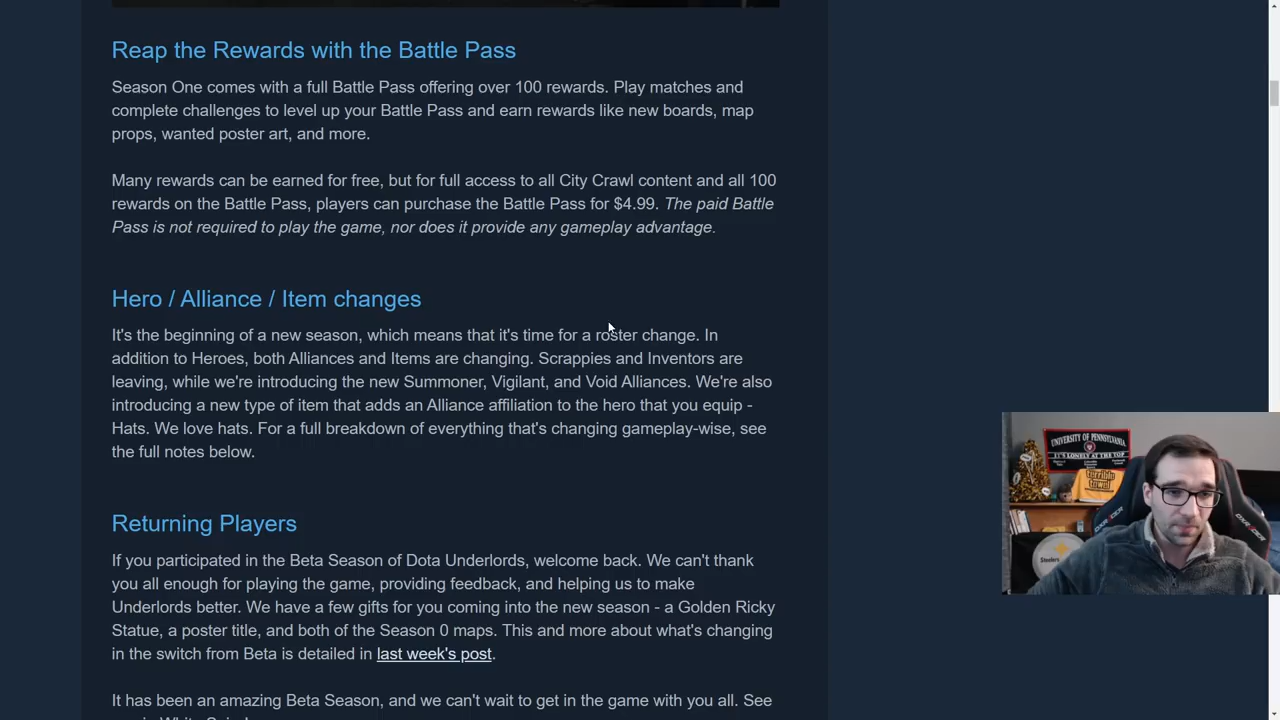 Reap the Rewards with the Battle Pass
Season One comes with a full Battle Pass offering over 100 rewards. Play matches and
complete challenges to level up your Battle Pass and earn rewards like new boards, map
props, wanted poster art, and more.
Many rewards can be earned for free, but for full access to all City Crawl content and all 100
rewards on the Battle Pass, players can purchase the Battle Pass for $4.99. The paid Battle
Pass is not required to play the game, nor does it provide any gameplay advantage.
Hero / Alliance / Item changes
It's the beginning of a new season, which means that it's time for a roster change. In
addition to Heroes, both Alliances and Items are changing. Scrappies and Inventors are
leaving, while we're introducing the new Summoner, Vigilant, and Void Alliances. We're also
introducing a new type of item that adds an Alliance affiliation to the hero that you equip -
Hats. We love hats. For a full breakdown of everything that's changing gameplay-wise, see
the full notes below.
Returning Players
If you participated in the Beta Season of Dota Underlords, welcome back. We can't thank
you all enough for playing the game, providing feedback, and helping us to make
Underlords better. We have a few gifts for you coming into the new season - a Golden Ricky
Statue, a poster title, and both of the Season 0 maps. This and more about what's changing
in the switch from Beta is detailed in last week's post.
It has been an amazing Beta Season, and we can't wait to get in the game with you all. See
UNIVERSITY OF PENNSYLVANIA
IT'S LONELY AT THE TOP
terrible
towel
Steelers